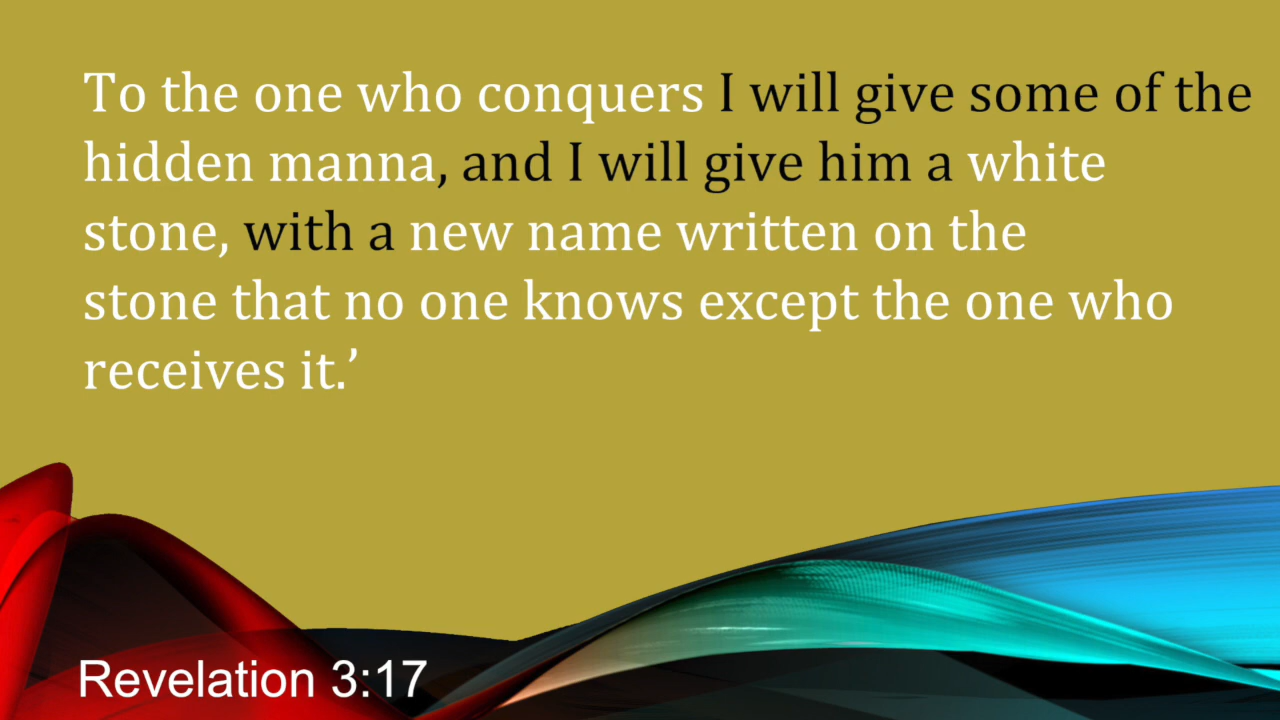 To the one who conquers I will give some of the
hidden manna, and I will give him a white
stone, with a new name written on the
stone that no one knows except the one who
receives it.’
Revelation 3:17